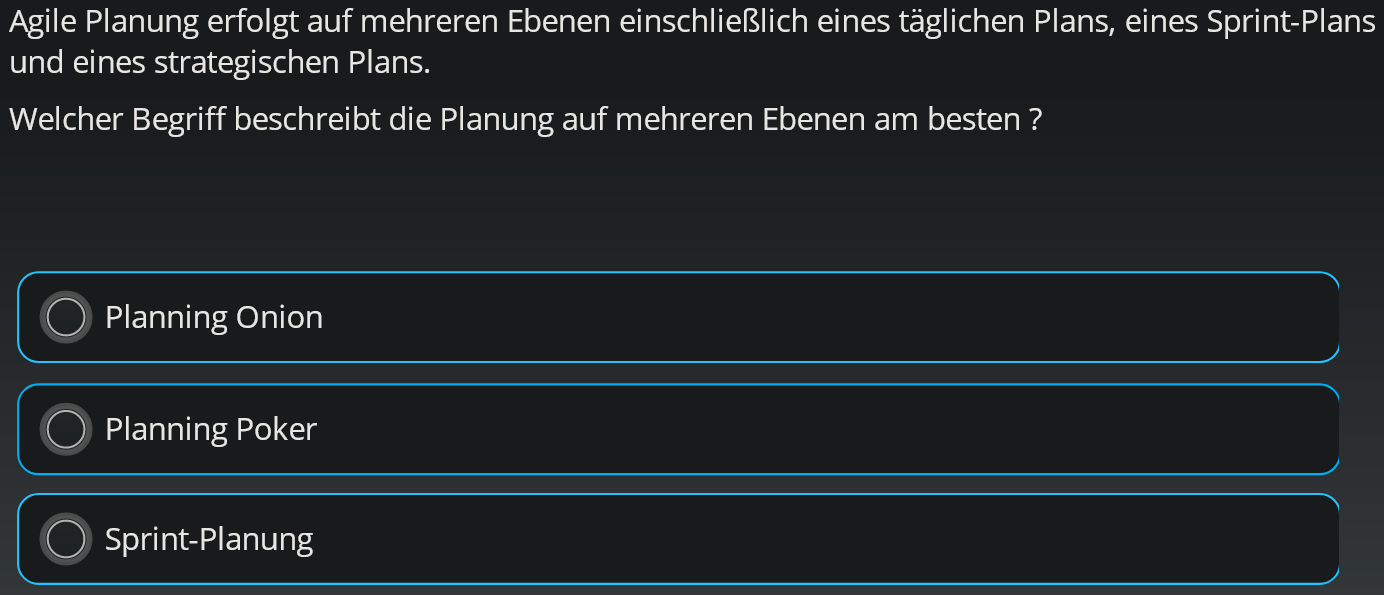 Agile Planung erfolgt auf mehreren Ebenen einschließlich eines täglichen Plans, eines Sprint-Plans
und eines strategischen Plans.
Welcher Begriff beschreibt die Planung auf mehreren Ebenen am besten ?
Planning Onion
Planning Poker
Sprint-Planung